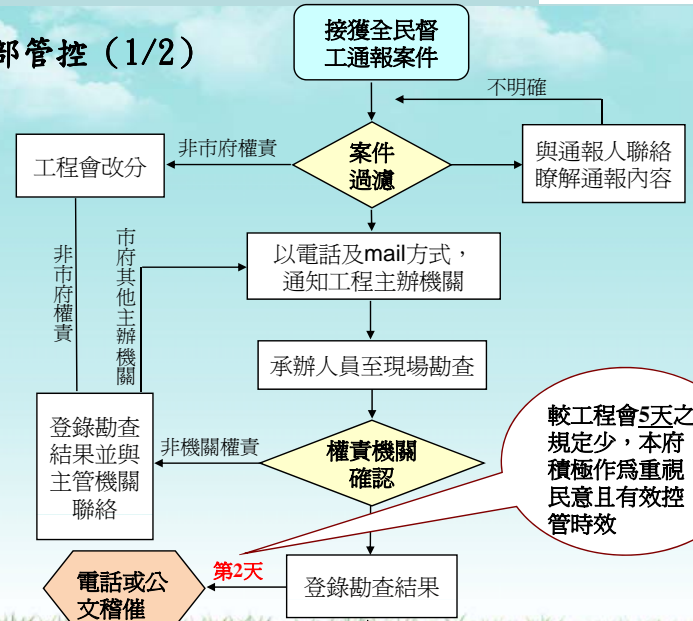 部管控（1/2）
接獲全民督
工通報案件
不明確
非市府權責
工程會改分
案件
過濾
與通報人聯絡
瞭解通報內容
非市府權責
市府其他主辦機關
以電話及mail方式，
通知工程主辦機關
承辦人員至現場勘查
登錄勘查
結果並與
主管機關
聯絡
非機關權責
權責機關
確認
較工程會5天之
規定少，本府
積極作為重視
民意且有效控
管時效
電話或公
文稽催
第2天
登錄勘查結果